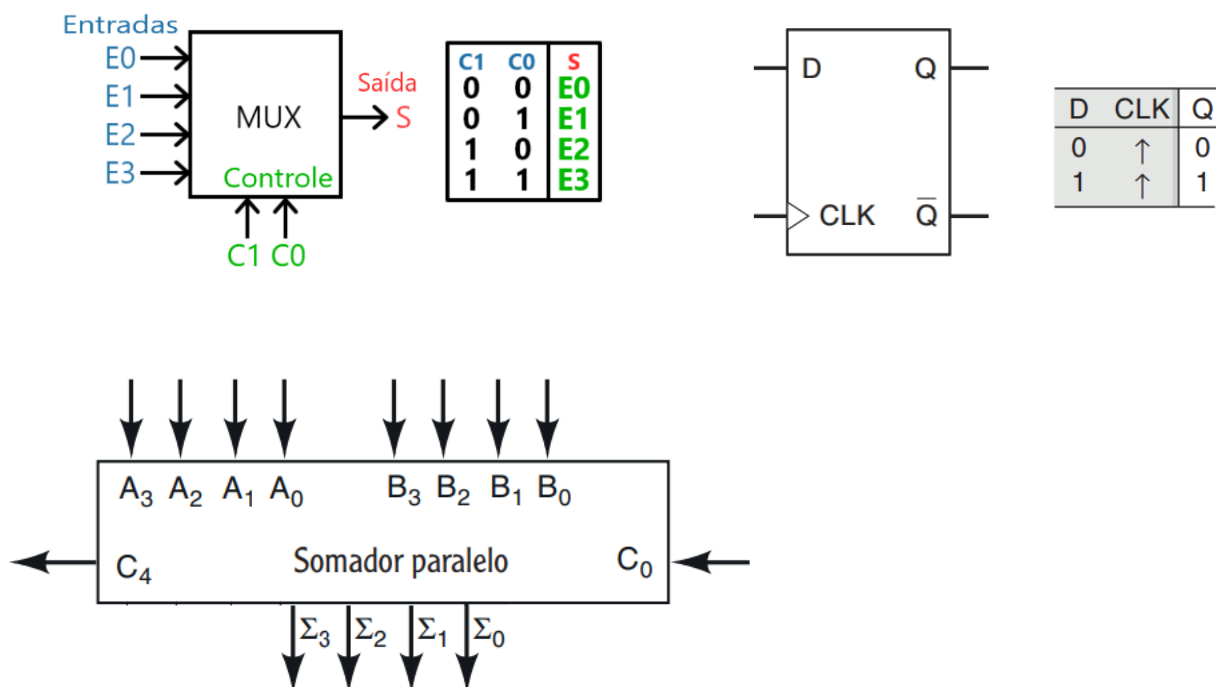 Entradas
E0
E1
E2
E3
MUX
Controle
C1 C0
Saída
S
C1 C0 S
0 0 E0
0 1 E1
1 0 E2
1 1 E3
D Q
CLK Q̅
D CLK Q
0 ↑ 0
1 ↑ 1
A₃ A₂ A₁ A₀ B₃ B₂ B₁ B₀
C₄ Somador paralelo C₀
Σ₃ Σ₂ Σ₁ Σ₀